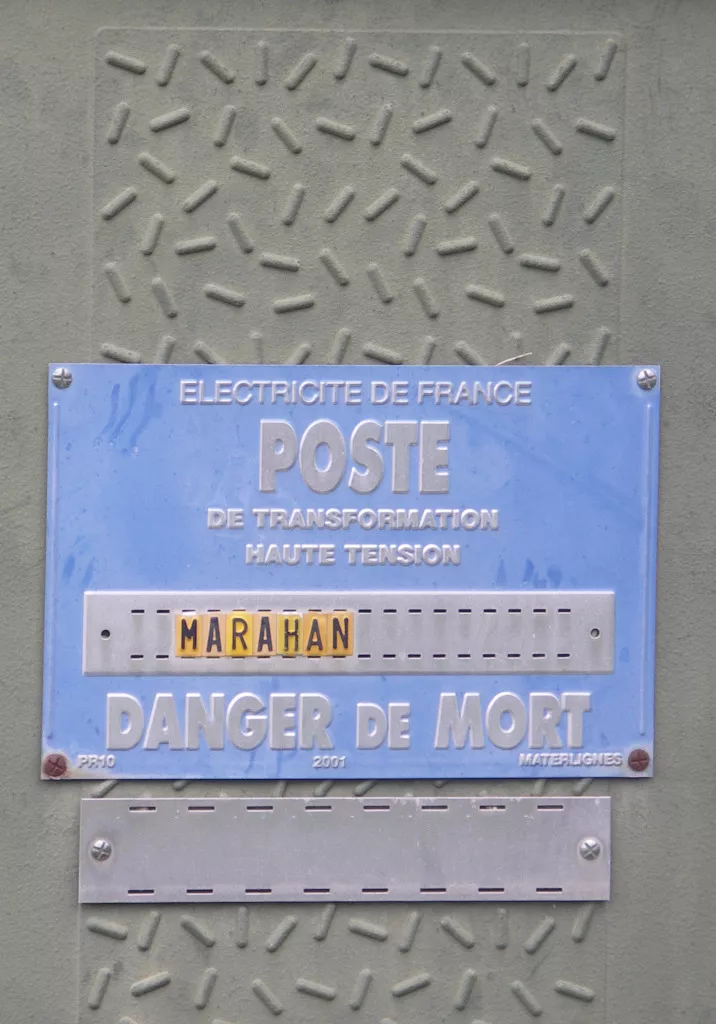 ELECTRICITE DE FRANCE
POSTE
DE TRANSFORMATION
HAUTE TENSION
MARAHAN
DANGER DE MORT
PR10 2001 MATERLIGNES